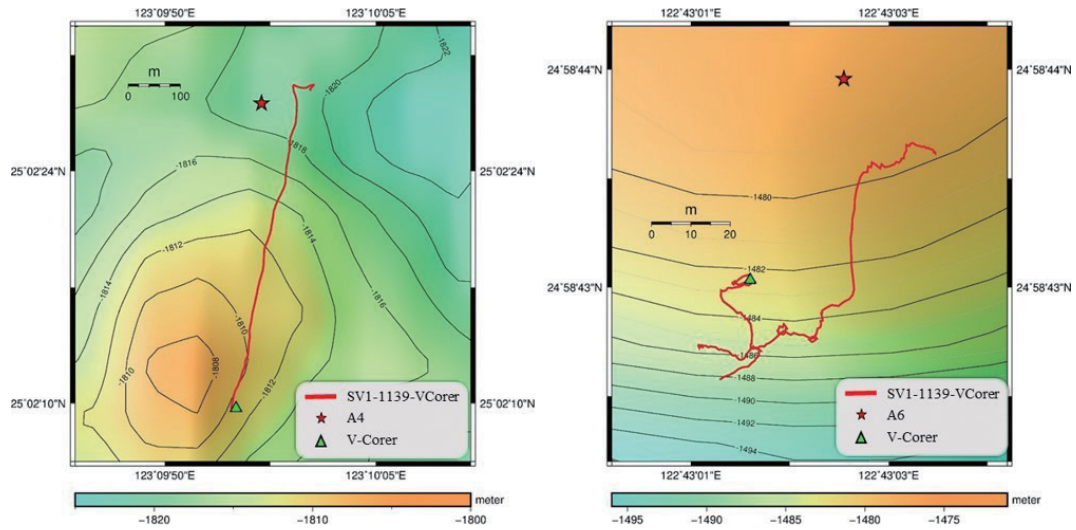 123°09'50"E 123°10'05"E
122°43'01"E 122°43'03"E
m
0 100
-1822
-1820
-1818
-1816
-1814
-1812
-1814
-1816
-1810
-1810
-1808
-1812
25°02'24"N
25°02'10"N
25°02'24"N
25°02'10"N
SV1-1139-VCorer
A4
V-Corer
123°09'50"E 123°10'05"E
meter
-1820 -1810 -1800
24°58'44"N
24°58'43"N
24°58'44"N
24°58'43"N
m
0 10 20
-1480
-1482
-1484
-1486
-1488
-1490
-1492
-1494
SV1-1139-VCorer
A6
V-Corer
122°43'01"E 122°43'03"E
meter
-1495 -1490 -1485 -1480 -1475